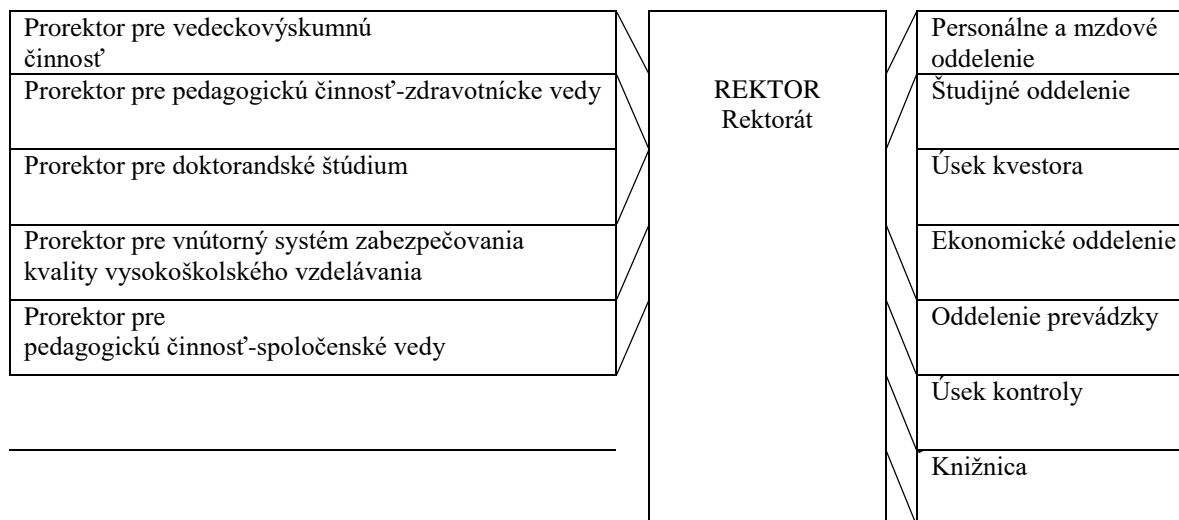 Prorektor pre vedeckovýskumnú
činnosť
Prorektor pre pedagogickú činnosť-zdravotnícke vedy
Prorektor pre doktorandské štúdium
Prorektor pre vnútorný systém zabezpečovania
kvality vysokoškolského vzdelávania
Prorektor pre
pedagogickú činnosť-spoločenské vedy
REKTOR
Rektorát
Personálne a mzdové
oddelenie
Študijné oddelenie
Úsek kvestora
Ekonomické oddelenie
Oddelenie prevádzky
Úsek kontroly
Knižnica